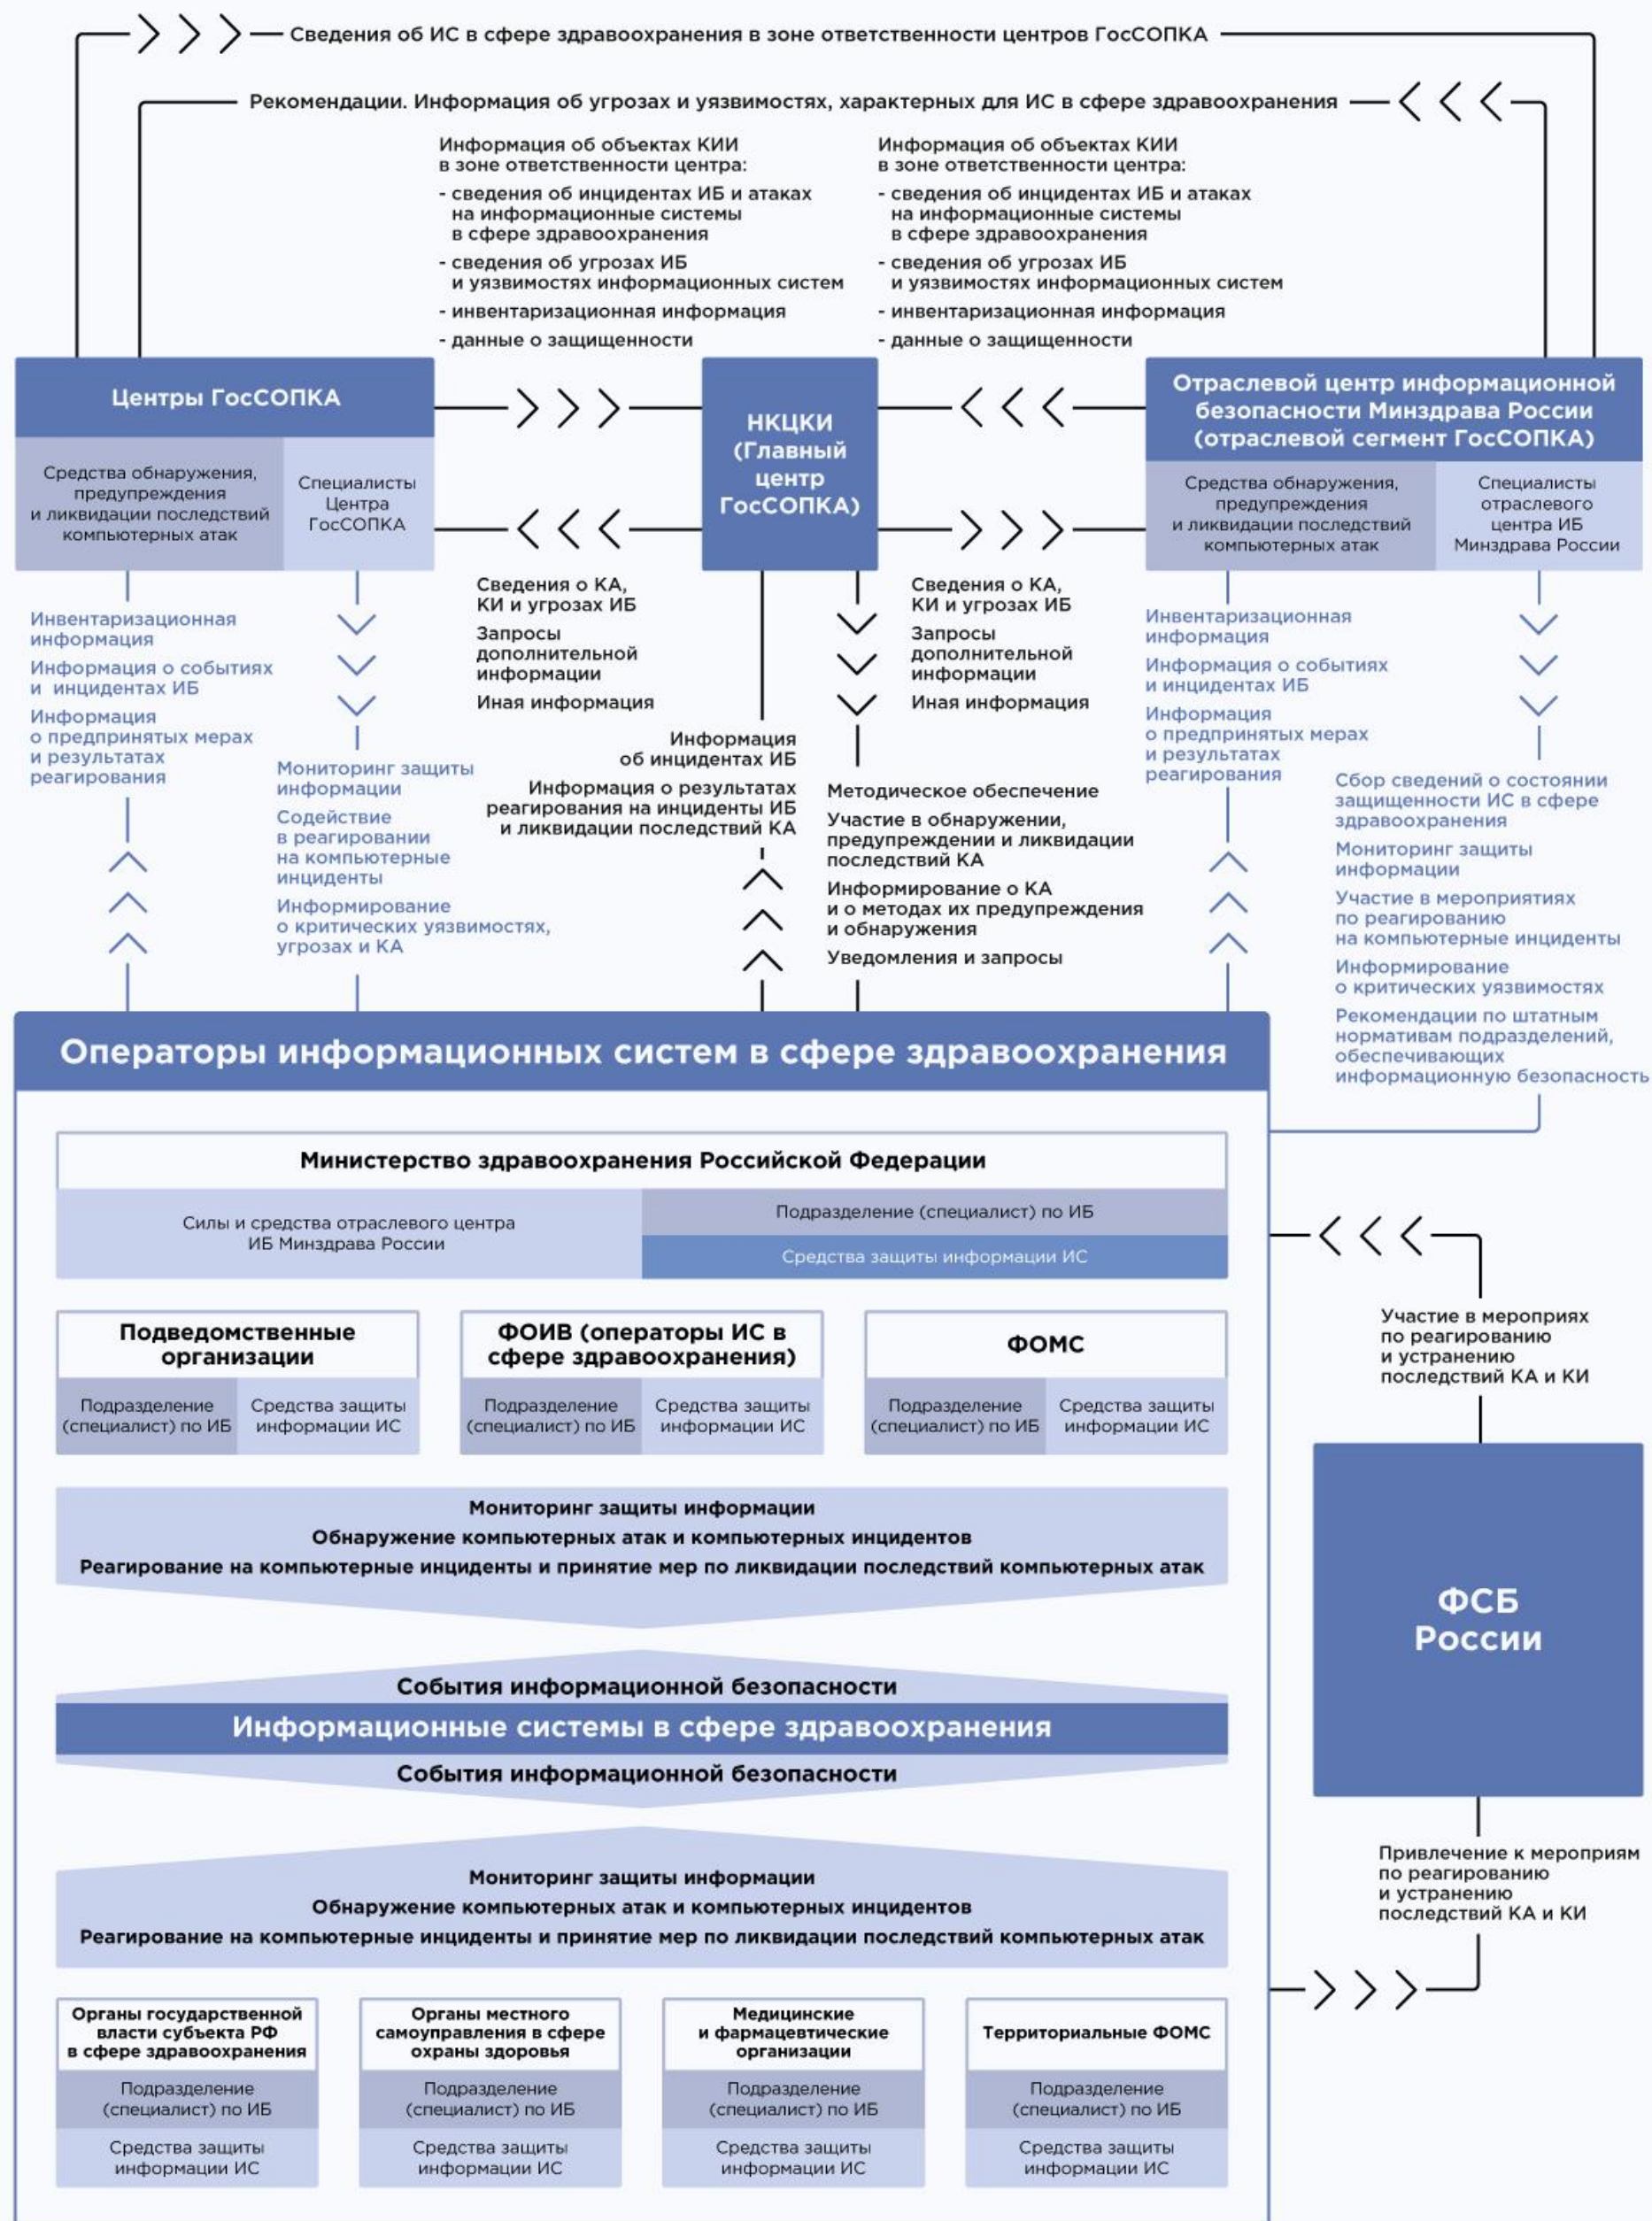 Сведения об ИС в сфере здравоохранения в зоне ответственности центров ГосСОПКА
Рекомендации. Информация об угрозах и уязвимостях, характерных для ИС в сфере здравоохранения
Информация об объектах КИИ
в зоне ответственности центра:
- сведения об инцидентах ИБ и атаках
на информационные системы
в сфере здравоохранения
- сведения об угрозах ИБ
и уязвимостях информационных систем
- инвентаризационная информация
- данные о защищенности
Информация об объектах КИИ
в зоне ответственности центра:
- сведения об инцидентах ИБ и атаках
на информационные системы
в сфере здравоохранения
- сведения об угрозах ИБ
и уязвимостях информационных систем
- инвентаризационная информация
- данные о защищенности
Центры ГосСОПКА
Средства обнаружения,
предупреждения
и ликвидации последствий
компьютерных атак
Специалисты
Центра
ГосСОПКА
НКЦКИ
(Главный
центр
ГосСОПКА)
Отраслевой центр информационной
безопасности Минздрава России
(отраслевой сегмент ГосСОПКА)
Средства обнаружения,
предупреждения
и ликвидации последствий
компьютерных атак
Специалисты
отраслевого
центра ИБ
Минздрава России
Инвентаризационная
информация
Информация о событиях
и инцидентах ИБ
Информация
о предпринятых мерах
и результатах
реагирования
Мониторинг защиты
информации
Содействие
в реагировании
на компьютерные
инциденты
Информирование
о критических уязвимостях,
угрозах и КА
Сведения о КА,
КИ и угрозах ИБ
Запросы
дополнительной
информации
Иная информация
Информация
об инцидентах ИБ
Информация о результатах
реагирования на инциденты ИБ
и ликвидации последствий КА
Сведения о КА,
КИ и угрозах ИБ
Запросы
дополнительной
информации
Иная информация
Методическое обеспечение
Участие в обнаружении,
предупреждении и ликвидации
последствий КА
Информирование о КА
и о методах их предупреждения
и обнаружения
Уведомления и запросы
Инвентаризационная
информация
Информация о событиях
и инцидентах ИБ
Информация
о предпринятых мерах
и результатах
реагирования
Сбор сведений о состоянии
защищенности ИС в сфере
здравоохранения
Мониторинг защиты
информации
Участие в мероприятиях
по реагированию
на компьютерные инциденты
Информирование
о критических уязвимостях
Рекомендации по штатным
нормативам подразделений,
обеспечивающих
информационную безопасность
Операторы информационных систем в сфере здравоохранения
Министерство здравоохранения Российской Федерации
Силы и средства отраслевого центра
ИБ Минздрава России
Подразделение (специалист) по ИБ
Средства защиты информации ИС
Подведомственные
организации
Подразделение
(специалист) по ИБ
Средства защиты
информации ИС
ФОИВ (операторы ИС в
сфере здравоохранения)
Подразделение
(специалист) по ИБ
Средства защиты
информации ИС
ФОМС
Подразделение
(специалист) по ИБ
Средства защиты
информации ИС
Участие в мероприях
по реагированию
и устранению
последствий КА и КИ
Мониторинг защиты информации
Обнаружение компьютерных атак и компьютерных инцидентов
Реагирование на компьютерные инциденты и принятие мер по ликвидации последствий компьютерных атак
ФСБ
России
События информационной безопасности
Информационные системы в сфере здравоохранения
События информационной безопасности
Мониторинг защиты информации
Обнаружение компьютерных атак и компьютерных инцидентов
Реагирование на компьютерные инциденты и принятие мер по ликвидации последствий компьютерных атак
Привлечение к мероприям
по реагированию
и устранению
последствий КА и КИ
Органы государственной
власти субъекта РФ
в сфере здравоохранения
Подразделение
(специалист) по ИБ
Средства защиты
информации ИС
Органы местного
самоуправления в сфере
охраны здоровья
Подразделение
(специалист) по ИБ
Средства защиты
информации ИС
Медицинские
и фармацевтические
организации
Подразделение
(специалист) по ИБ
Средства защиты
информации ИС
Территориальные ФОМС
Подразделение
(специалист) по ИБ
Средства защиты
информации ИС